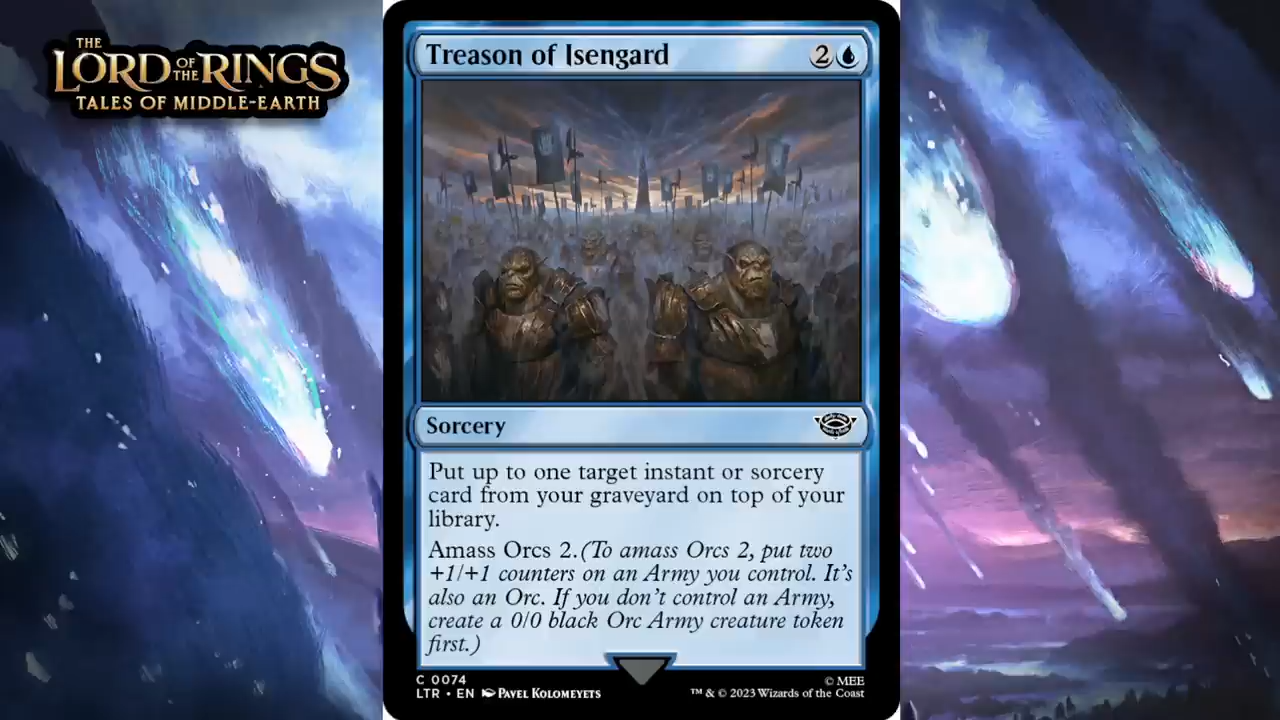 THE
LORD OF THE RINGS
TALES OF MIDDLE-EARTH
Treason of Isengard 2
Sorcery
Put up to one target instant or sorcery
card from your graveyard on top of your
library.
Amass Orcs 2.(To amass Orcs 2, put two
+1/+1 counters on an Army you control. It's
also an Orc. If you don't control an Army,
create a 0/0 black Orc Army creature token
first.)
C 0074
LTR • EN PAVEL KOLOMEYETS
© MEE
™ & © 2023 Wizards of the Coast